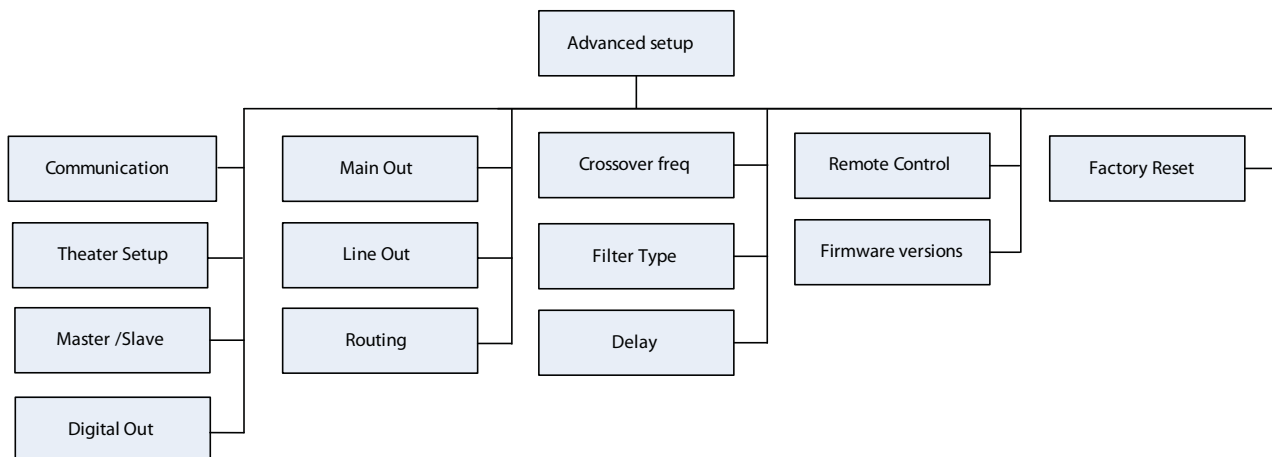 Advanced setup
Communication
Main Out
Crossover freq
Remote Control
Factory Reset
Theater Setup
Line Out
Filter Type
Firmware versions
Master /Slave
Routing
Delay
Digital Out